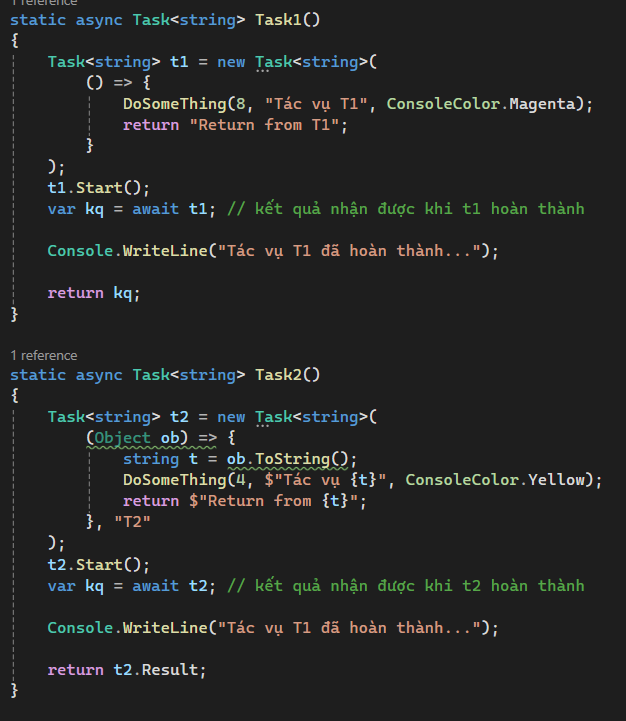 1 reference
static async Task<string> Task1()
{
    Task<string> t1 = new Task<string>(
        () => {
            DoSomeThing(8, "Tác vụ T1", ConsoleColor.Magenta);
            return "Return from T1";
        }
    );
    t1.Start();
    var kq = await t1; // kết quả nhận được khi t1 hoàn thành

    Console.WriteLine("Tác vụ T1 đã hoàn thành...");

    return kq;
}

1 reference
static async Task<string> Task2()
{
    Task<string> t2 = new Task<string>(
        (Object ob) => {
            string t = ob.ToString();
            DoSomeThing(4, $"Tác vụ {t}", ConsoleColor.Yellow);
            return $"Return from {t}";
        }, "T2"
    );
    t2.Start();
    var kq = await t2; // kết quả nhận được khi t2 hoàn thành

    Console.WriteLine("Tác vụ T1 đã hoàn thành...");

    return t2.Result;
}